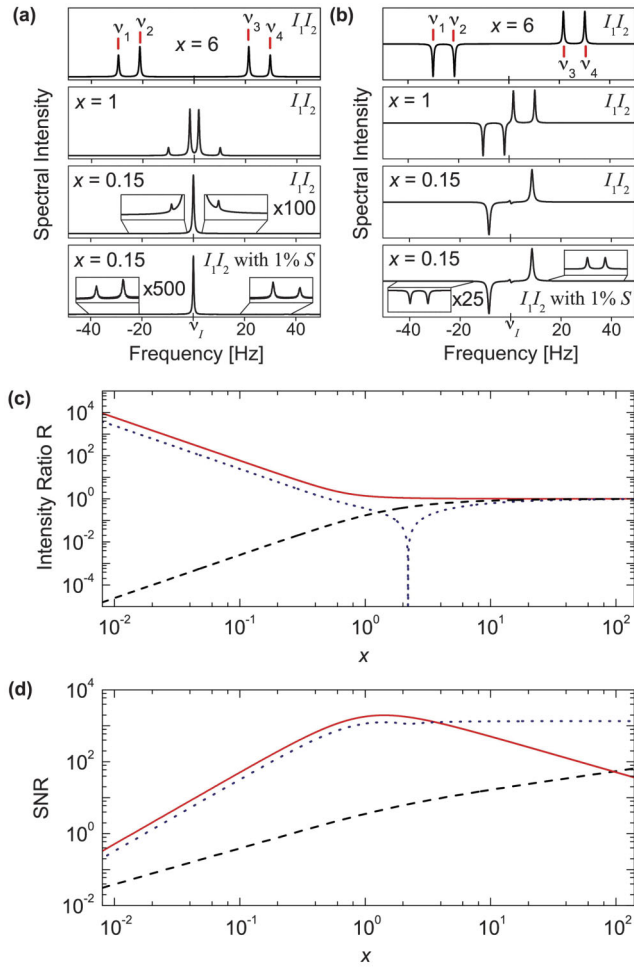 (a)
ν1 ν2 x = 6 ν3 ν4 I1I2
x = 1 I1I2
x = 0.15 I1I2
x100
x = 0.15 I1I2 with 1% S
x500
-40 -20 νI 20 40
Frequency [Hz]
Spectral Intensity
(b)
ν1 ν2 x = 6 I1I2
ν3 ν4
x = 1 I1I2
x = 0.15 I1I2
x = 0.15
x25 I1I2 with 1% S
-40 -20 νI 20 40
Frequency [Hz]
Spectral Intensity
(c)
Intensity Ratio R
10^4
10^2
10^0
10^-2
10^-4
10^-2 10^-1 10^0 10^1 10^2
x
(d)
SNR
10^4
10^2
10^0
10^-2
10^-2 10^-1 10^0 10^1 10^2
x